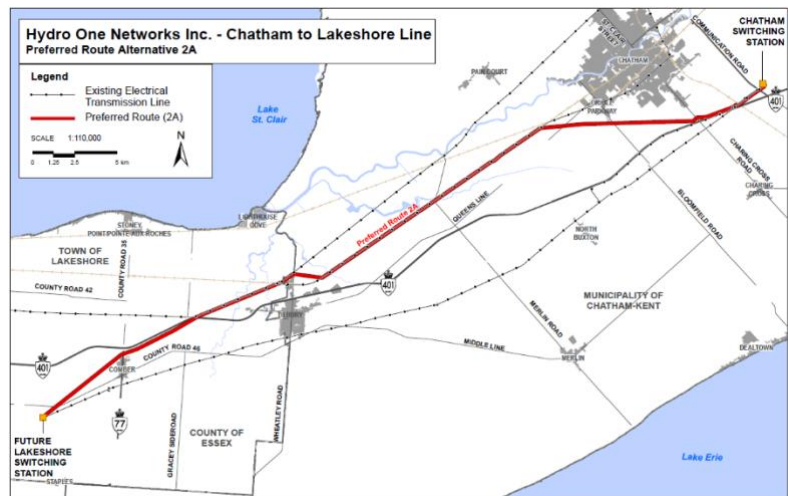 Hydro One Networks Inc. - Chatham to Lakeshore Line
Preferred Route Alternative 2A
Legend
Existing Electrical
Transmission Line
Preferred Route (2A)
SCALE 1:110,000
0 1.25 2.5 5 km
N
CHATHAM
SWITCHING
STATION
COMMUNICATION ROAD
ST. CLAIR
STREET
CHATHAM
PAIN COURT
PARKWAY
401
Lake
St. Clair
CHARING CROSS
ROAD
CHARING
CROSS
LIGHTHOUSE
COVE
STONEY
POINT/POINTE-AUX-ROCHES
QUEENS LINE
Preferred Route 2A
BLOOMFIELD ROAD
NORTH
BUXTON
TOWN OF
LAKESHORE
COUNTY ROAD 35
COUNTY ROAD 42
401
MUNICIPALITY OF
CHATHAM-KENT
TILBURY
MERLIN ROAD
MIDDLE LINE
MERLIN
DEALTOWN
COUNTY ROAD 46
COMBER
401
77
GRACEY SIDEROAD
WHEATLEY ROAD
COUNTY OF
ESSEX
FUTURE
LAKESHORE
SWITCHING
STATION
STAPLES
Lake Erie